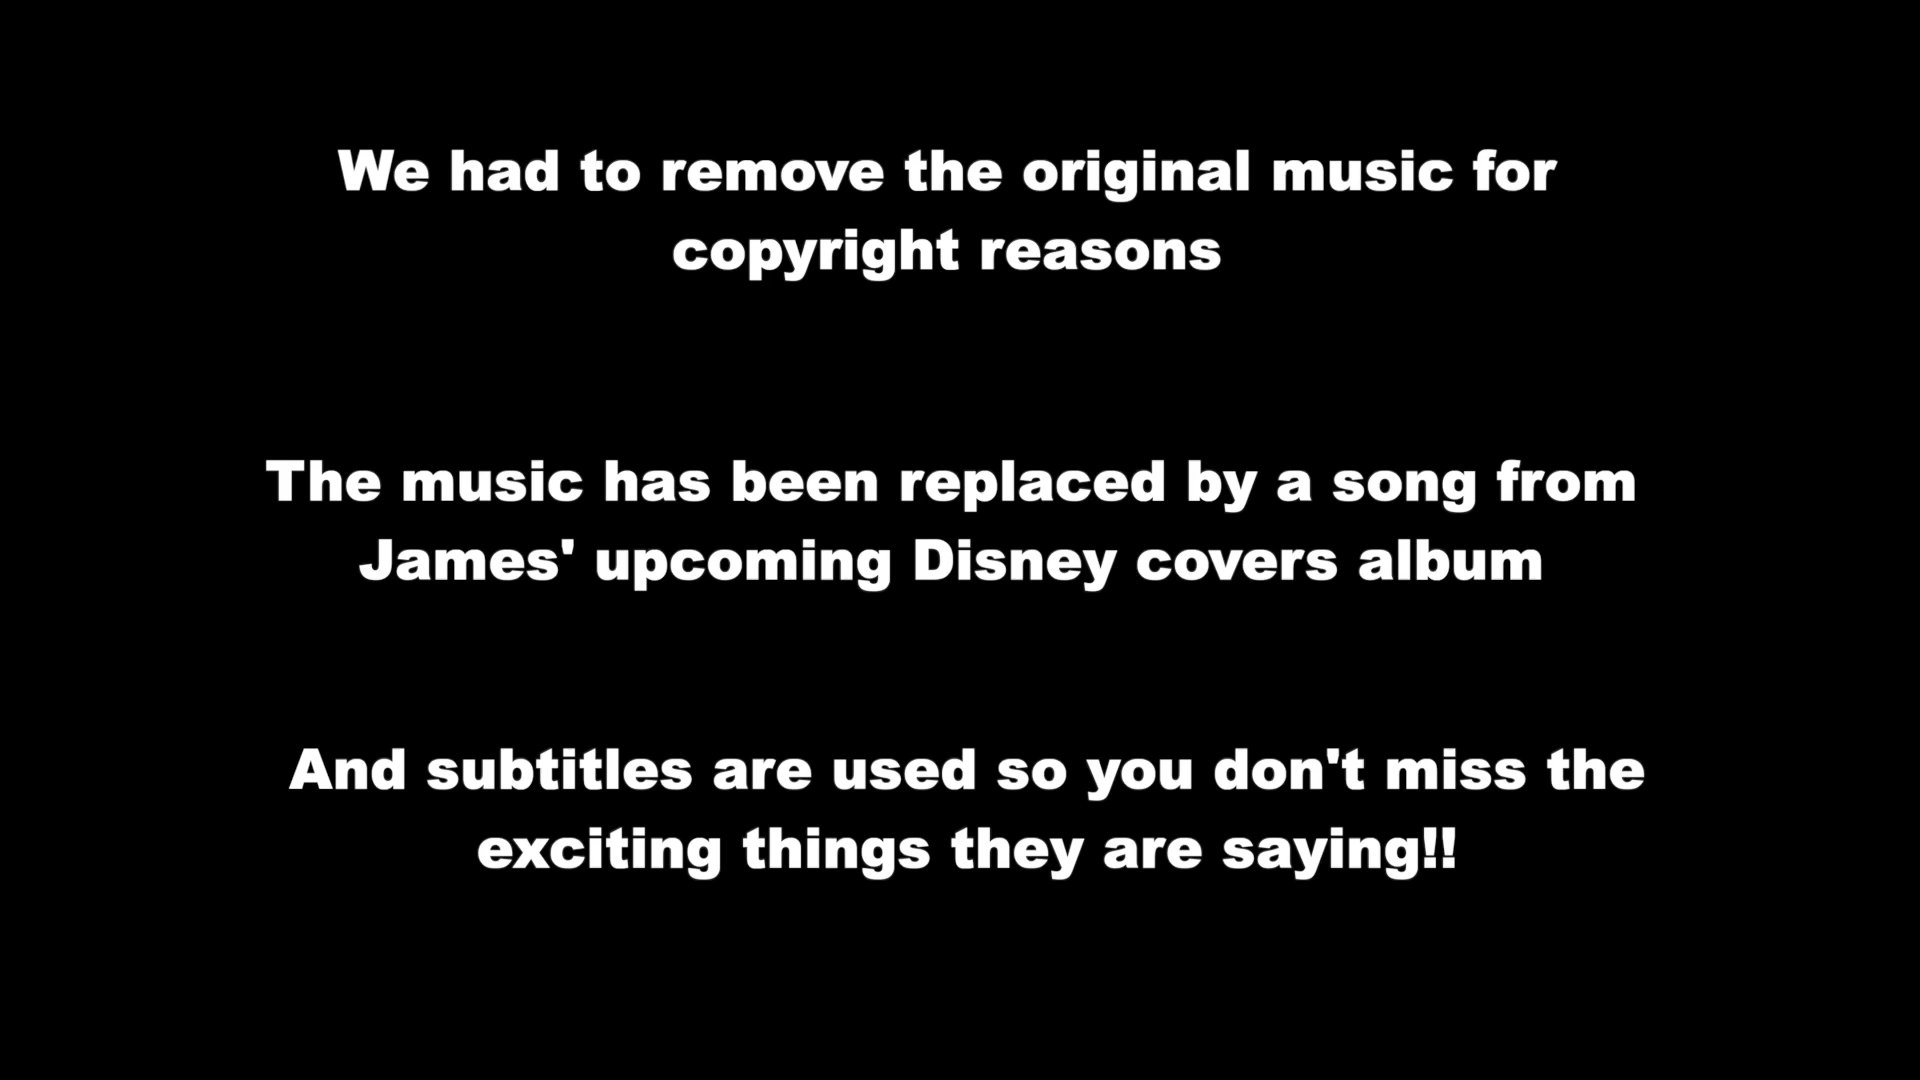 We had to remove the original music for
copyright reasons
The music has been replaced by a song from
James' upcoming Disney covers album
And subtitles are used so you don't miss the
exciting things they are saying!!